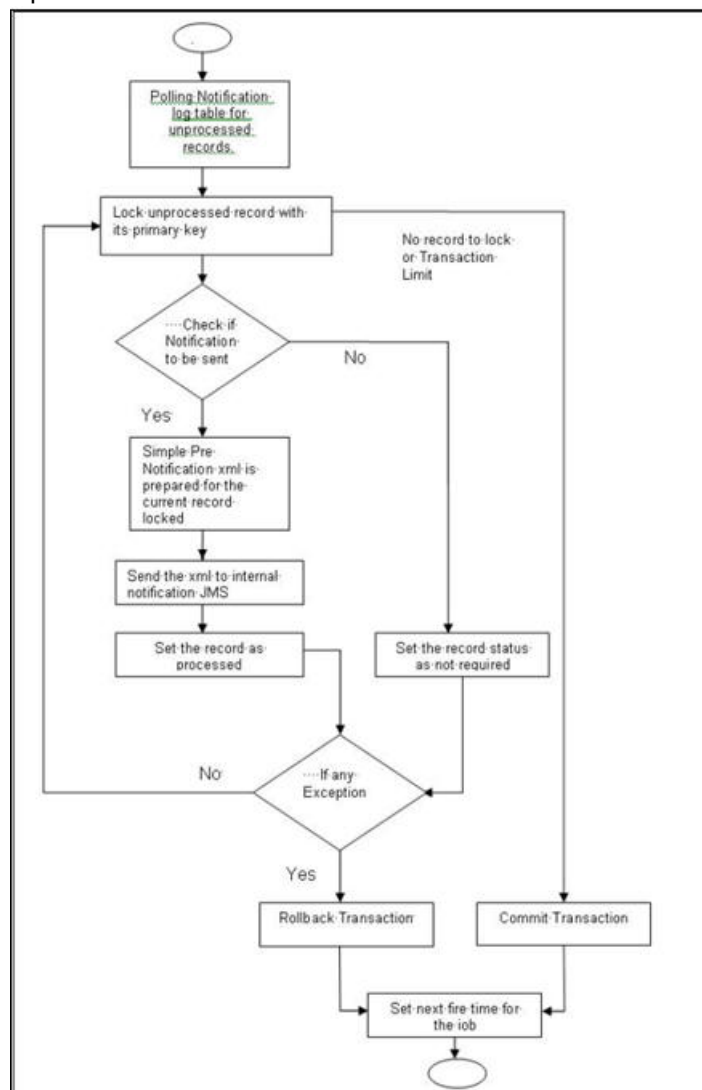 Polling Notification
log table for
unprocessed
records.
Lock unprocessed record with
its primary key
No record to lock
or Transaction
Limit
Check if
Notification
to be sent
No
Yes
Simple Pre
Notification xml is
prepared for the
current record
locked
Send the xml to internal
notification JMS
Set the record as
processed
Set the record status
as not required
If any
Exception
No
Yes
Rollback Transaction
Commit Transaction
Set next fire time for
the job